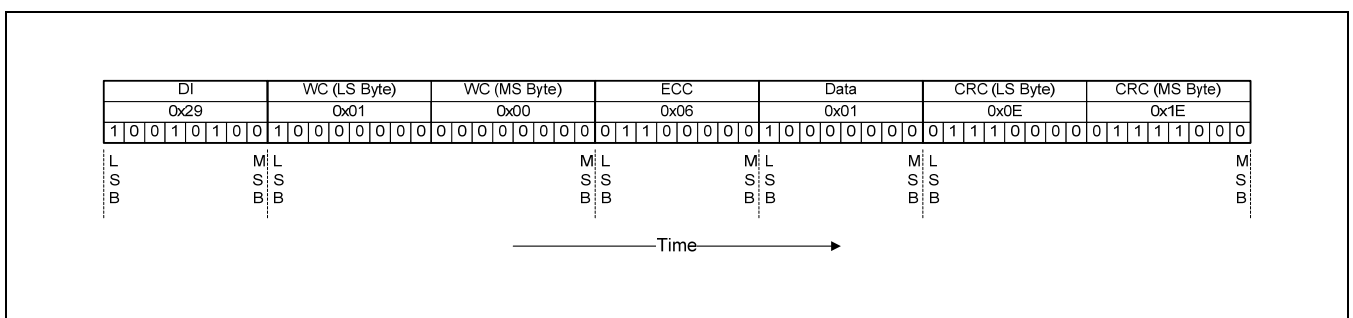 DI WC (LS Byte) WC (MS Byte) ECC Data CRC (LS Byte) CRC (MS Byte)
0x29 0x01 0x00 0x06 0x01 0x0E 0x1E
1 0 0 1 0 1 0 0 1 0 0 0 0 0 0 0 0 0 0 0 0 0 0 0 0 1 1 0 0 0 0 0 1 0 0 0 0 0 0 0 0 1 1 1 0 0 0 0 0 1 1 1 1 0 0 0
L M L M L M L M L M
S S S S S S S S S S
B B B B B B B B B B
Time